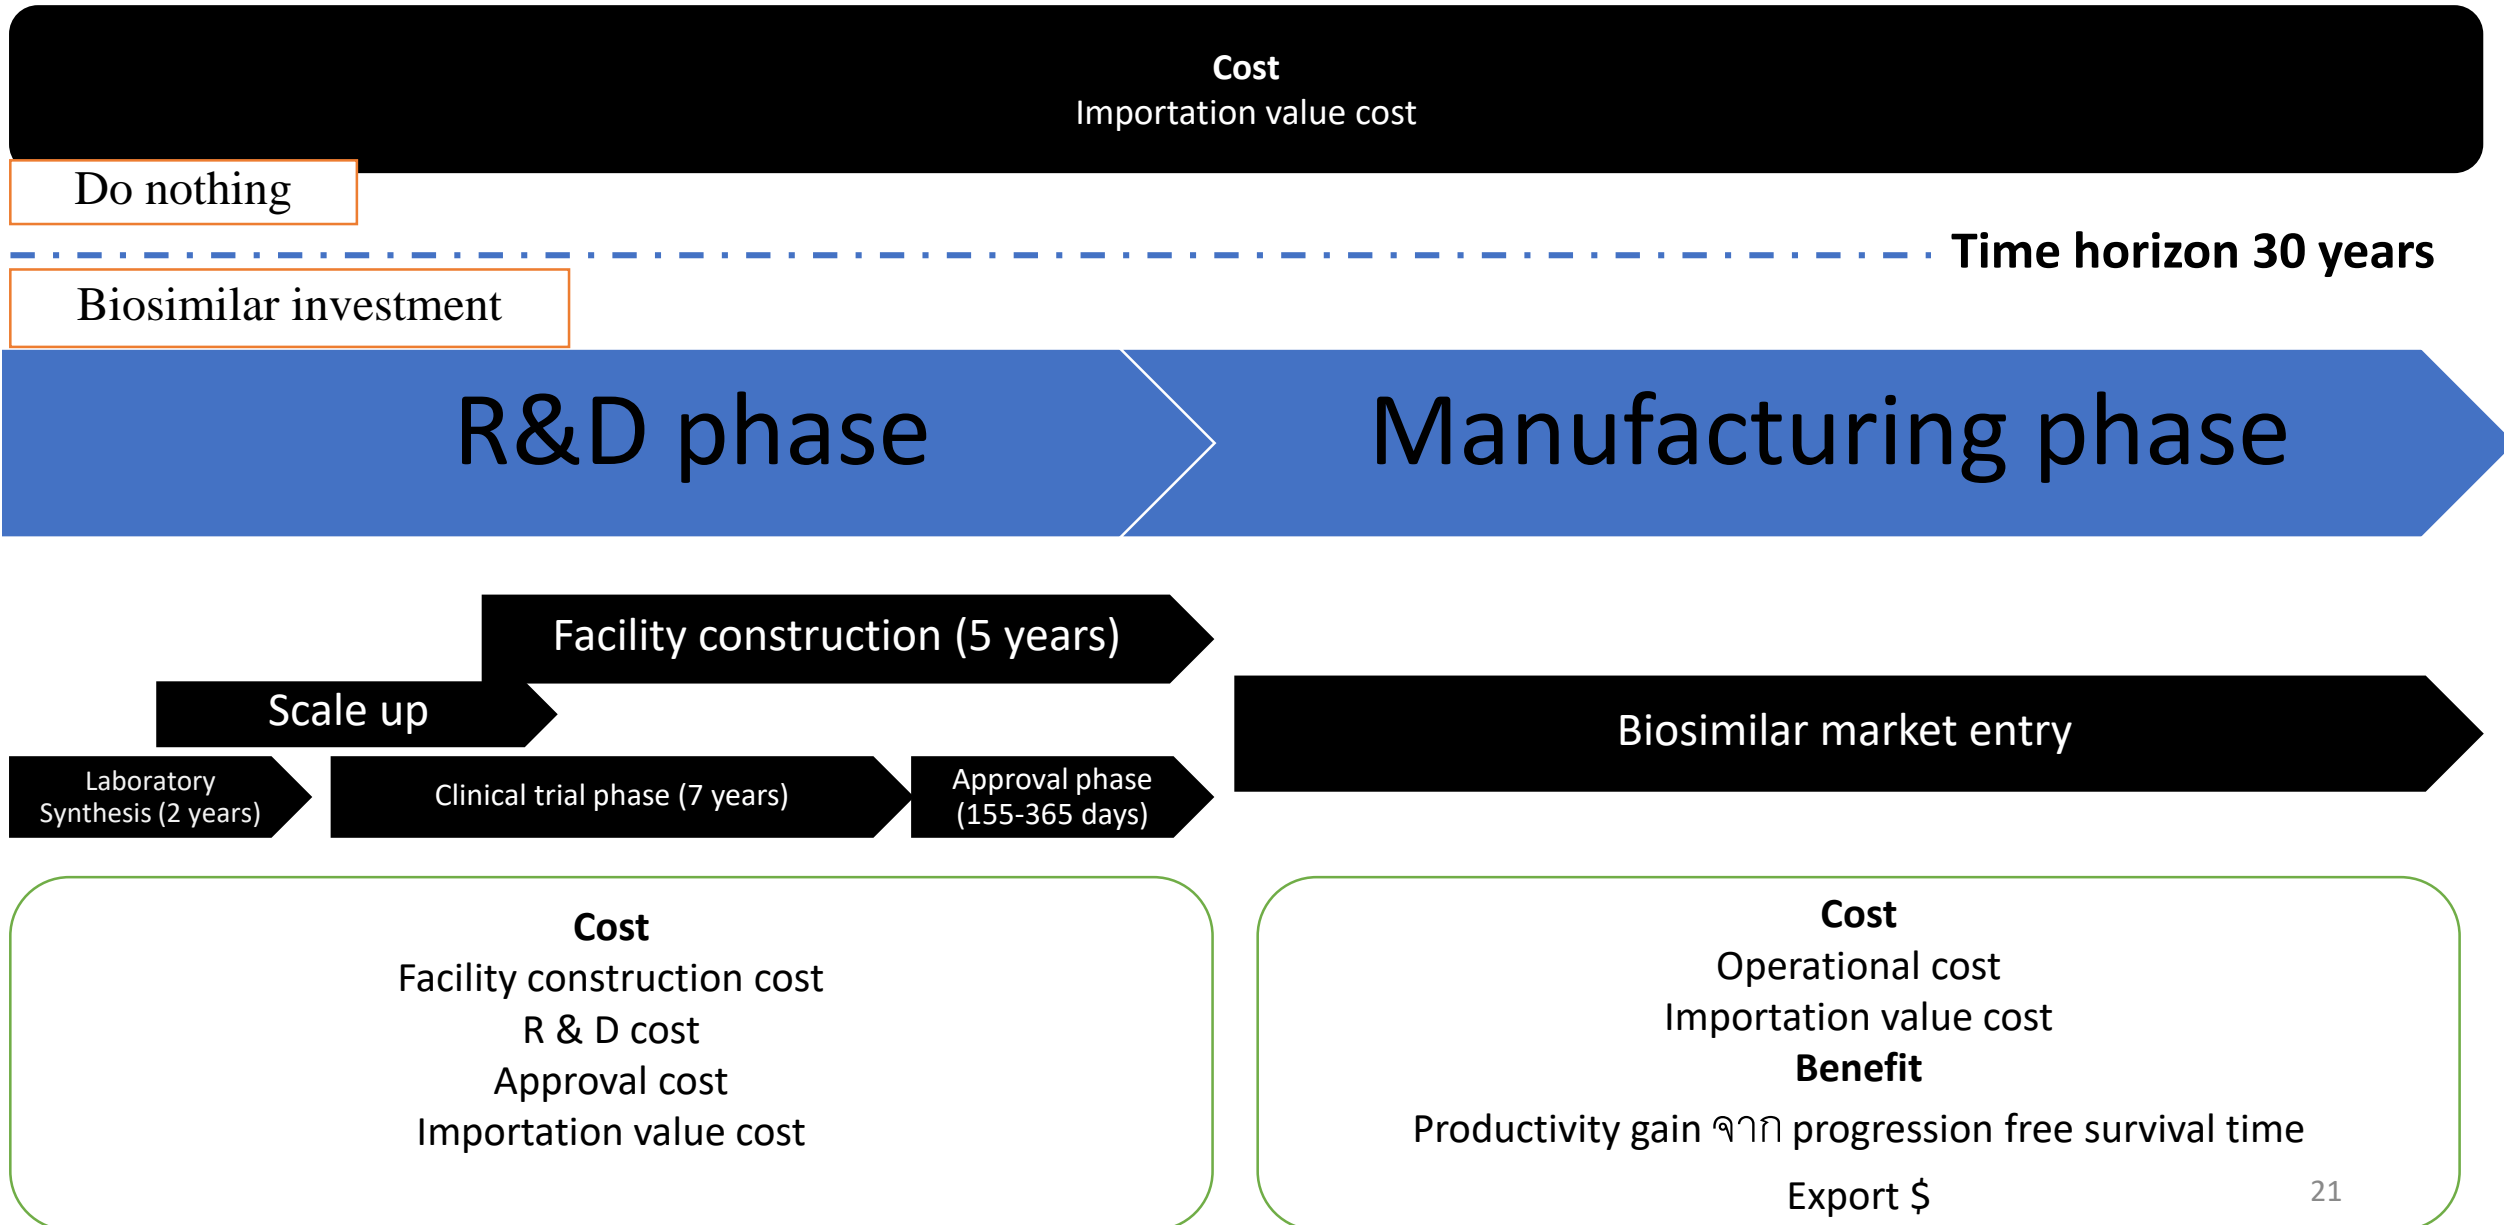 Cost
Importation value cost
Do nothing
Time horizon 30 years
Biosimilar investment
R&D phase
Manufacturing phase
Facility construction (5 years)
Scale up
Biosimilar market entry
Laboratory
Synthesis (2 years)
Clinical trial phase (7 years)
Approval phase
(155-365 days)
Cost
Facility construction cost
R & D cost
Approval cost
Importation value cost
Cost
Operational cost
Importation value cost
Benefit
Productivity gain จาก progression free survival time
Export $
21